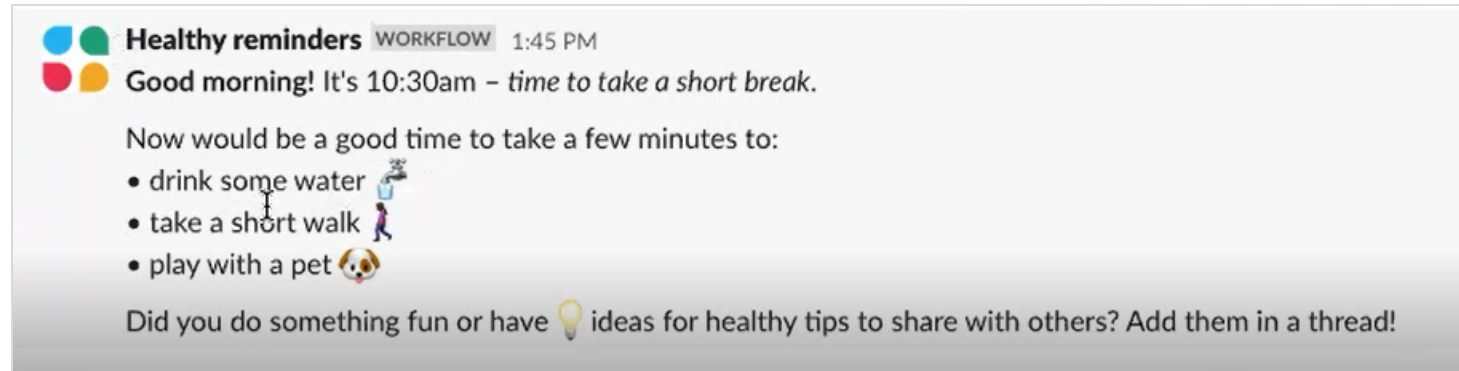 Healthy reminders WORKFLOW 1:45 PM
Good morning! It's 10:30am – time to take a short break.
Now would be a good time to take a few minutes to:
• drink some water 🚰
• take a short walk 🚶🏿‍♀️
• play with a pet 🐶
Did you do something fun or have 💡 ideas for healthy tips to share with others? Add them in a thread!